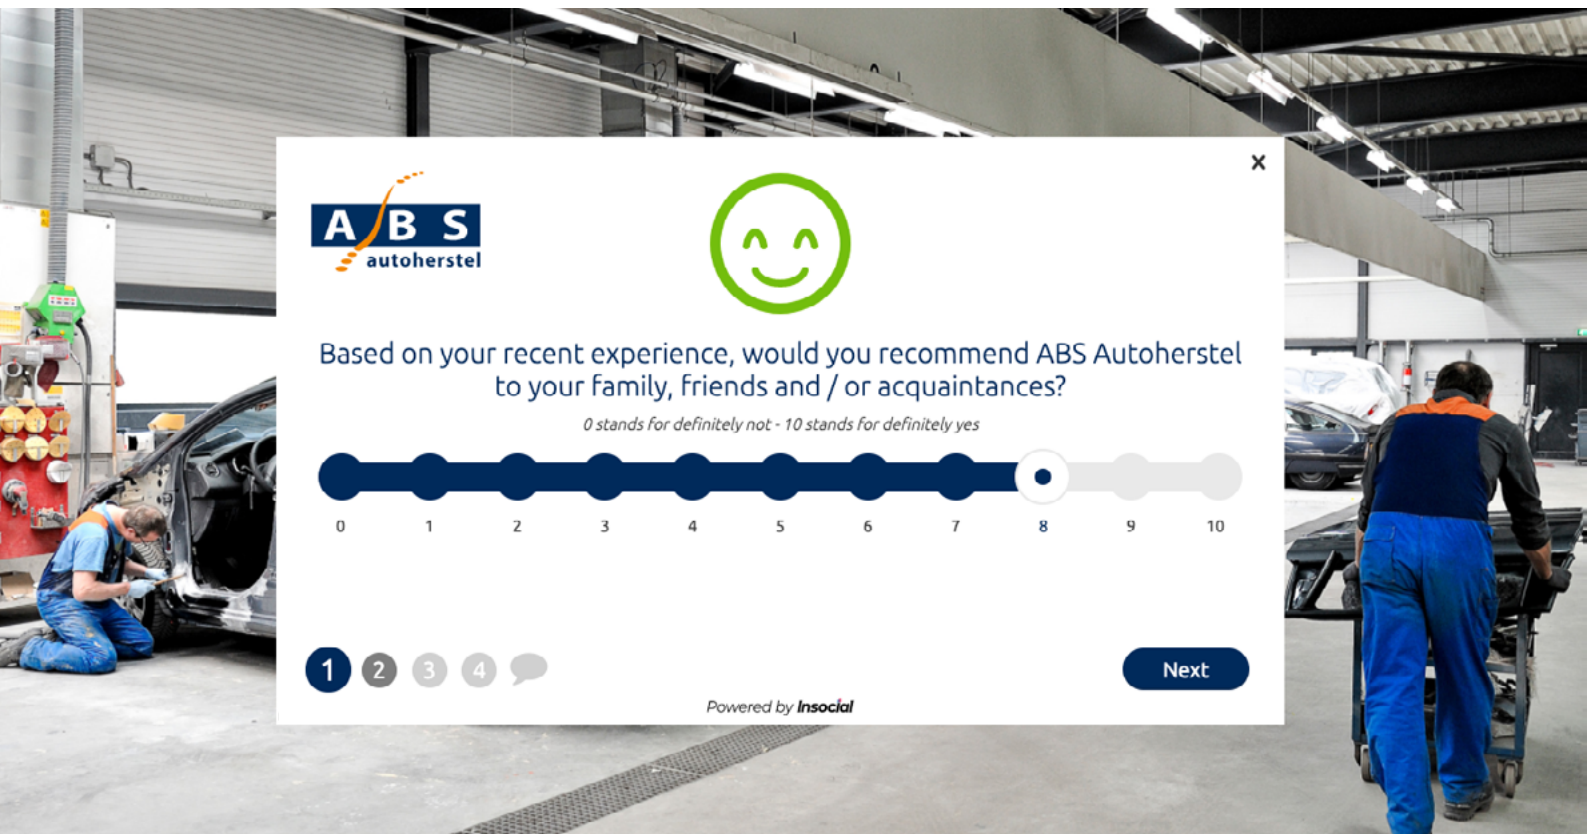 ABS
autoherstel
x
Based on your recent experience, would you recommend ABS Autoherstel
to your family, friends and / or acquaintances?
0 stands for definitely not - 10 stands for definitely yes
0 1 2 3 4 5 6 7 8 9 10
1 2 3 4
Next
Powered by Insocial